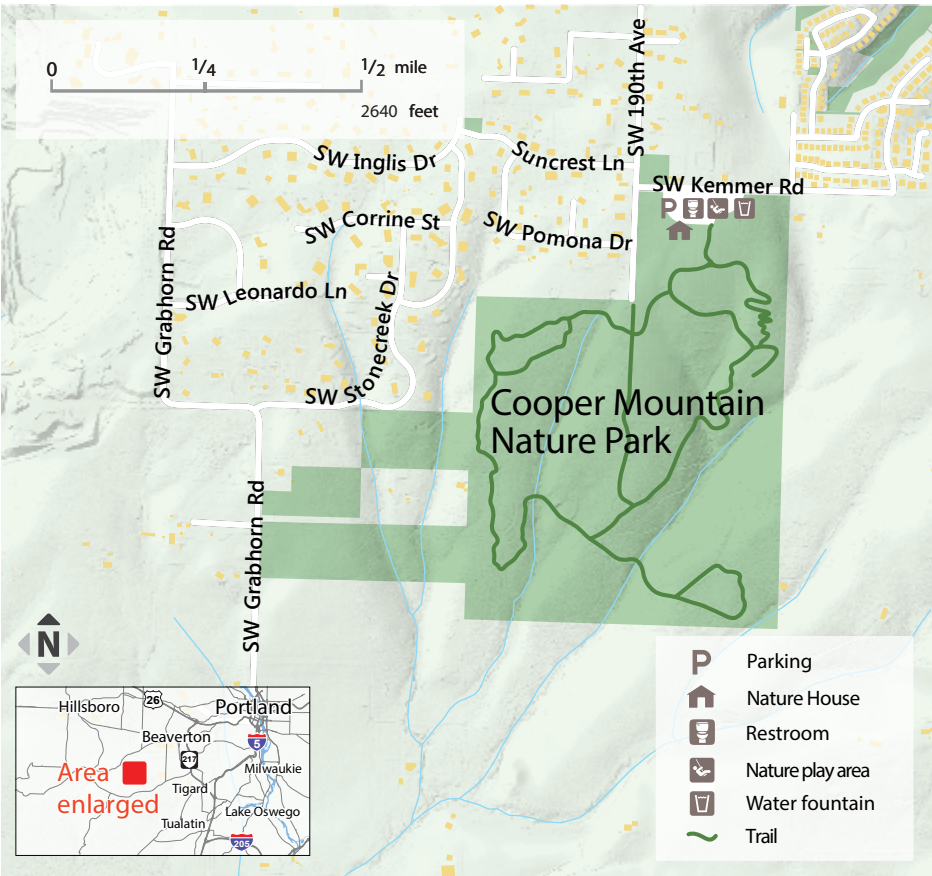 0 1/4 1/2 mile
2640 feet
SW 190th Ave
SW Inglis Dr
Suncrest Ln
SW Kemmer Rd
P
SW Corrine St
SW Pomona Dr
SW Grabhorn Rd
SW Leonardo Ln
SW Stonecreek Dr
Cooper Mountain
Nature Park
SW Grabhorn Rd
N
P Parking
Nature House
Restroom
Nature play area
Water fountain
Trail
Hillsboro
26
Portland
Beaverton
5
217
Area
enlarged
Milwaukie
Tigard
Lake Oswego
Tualatin
205